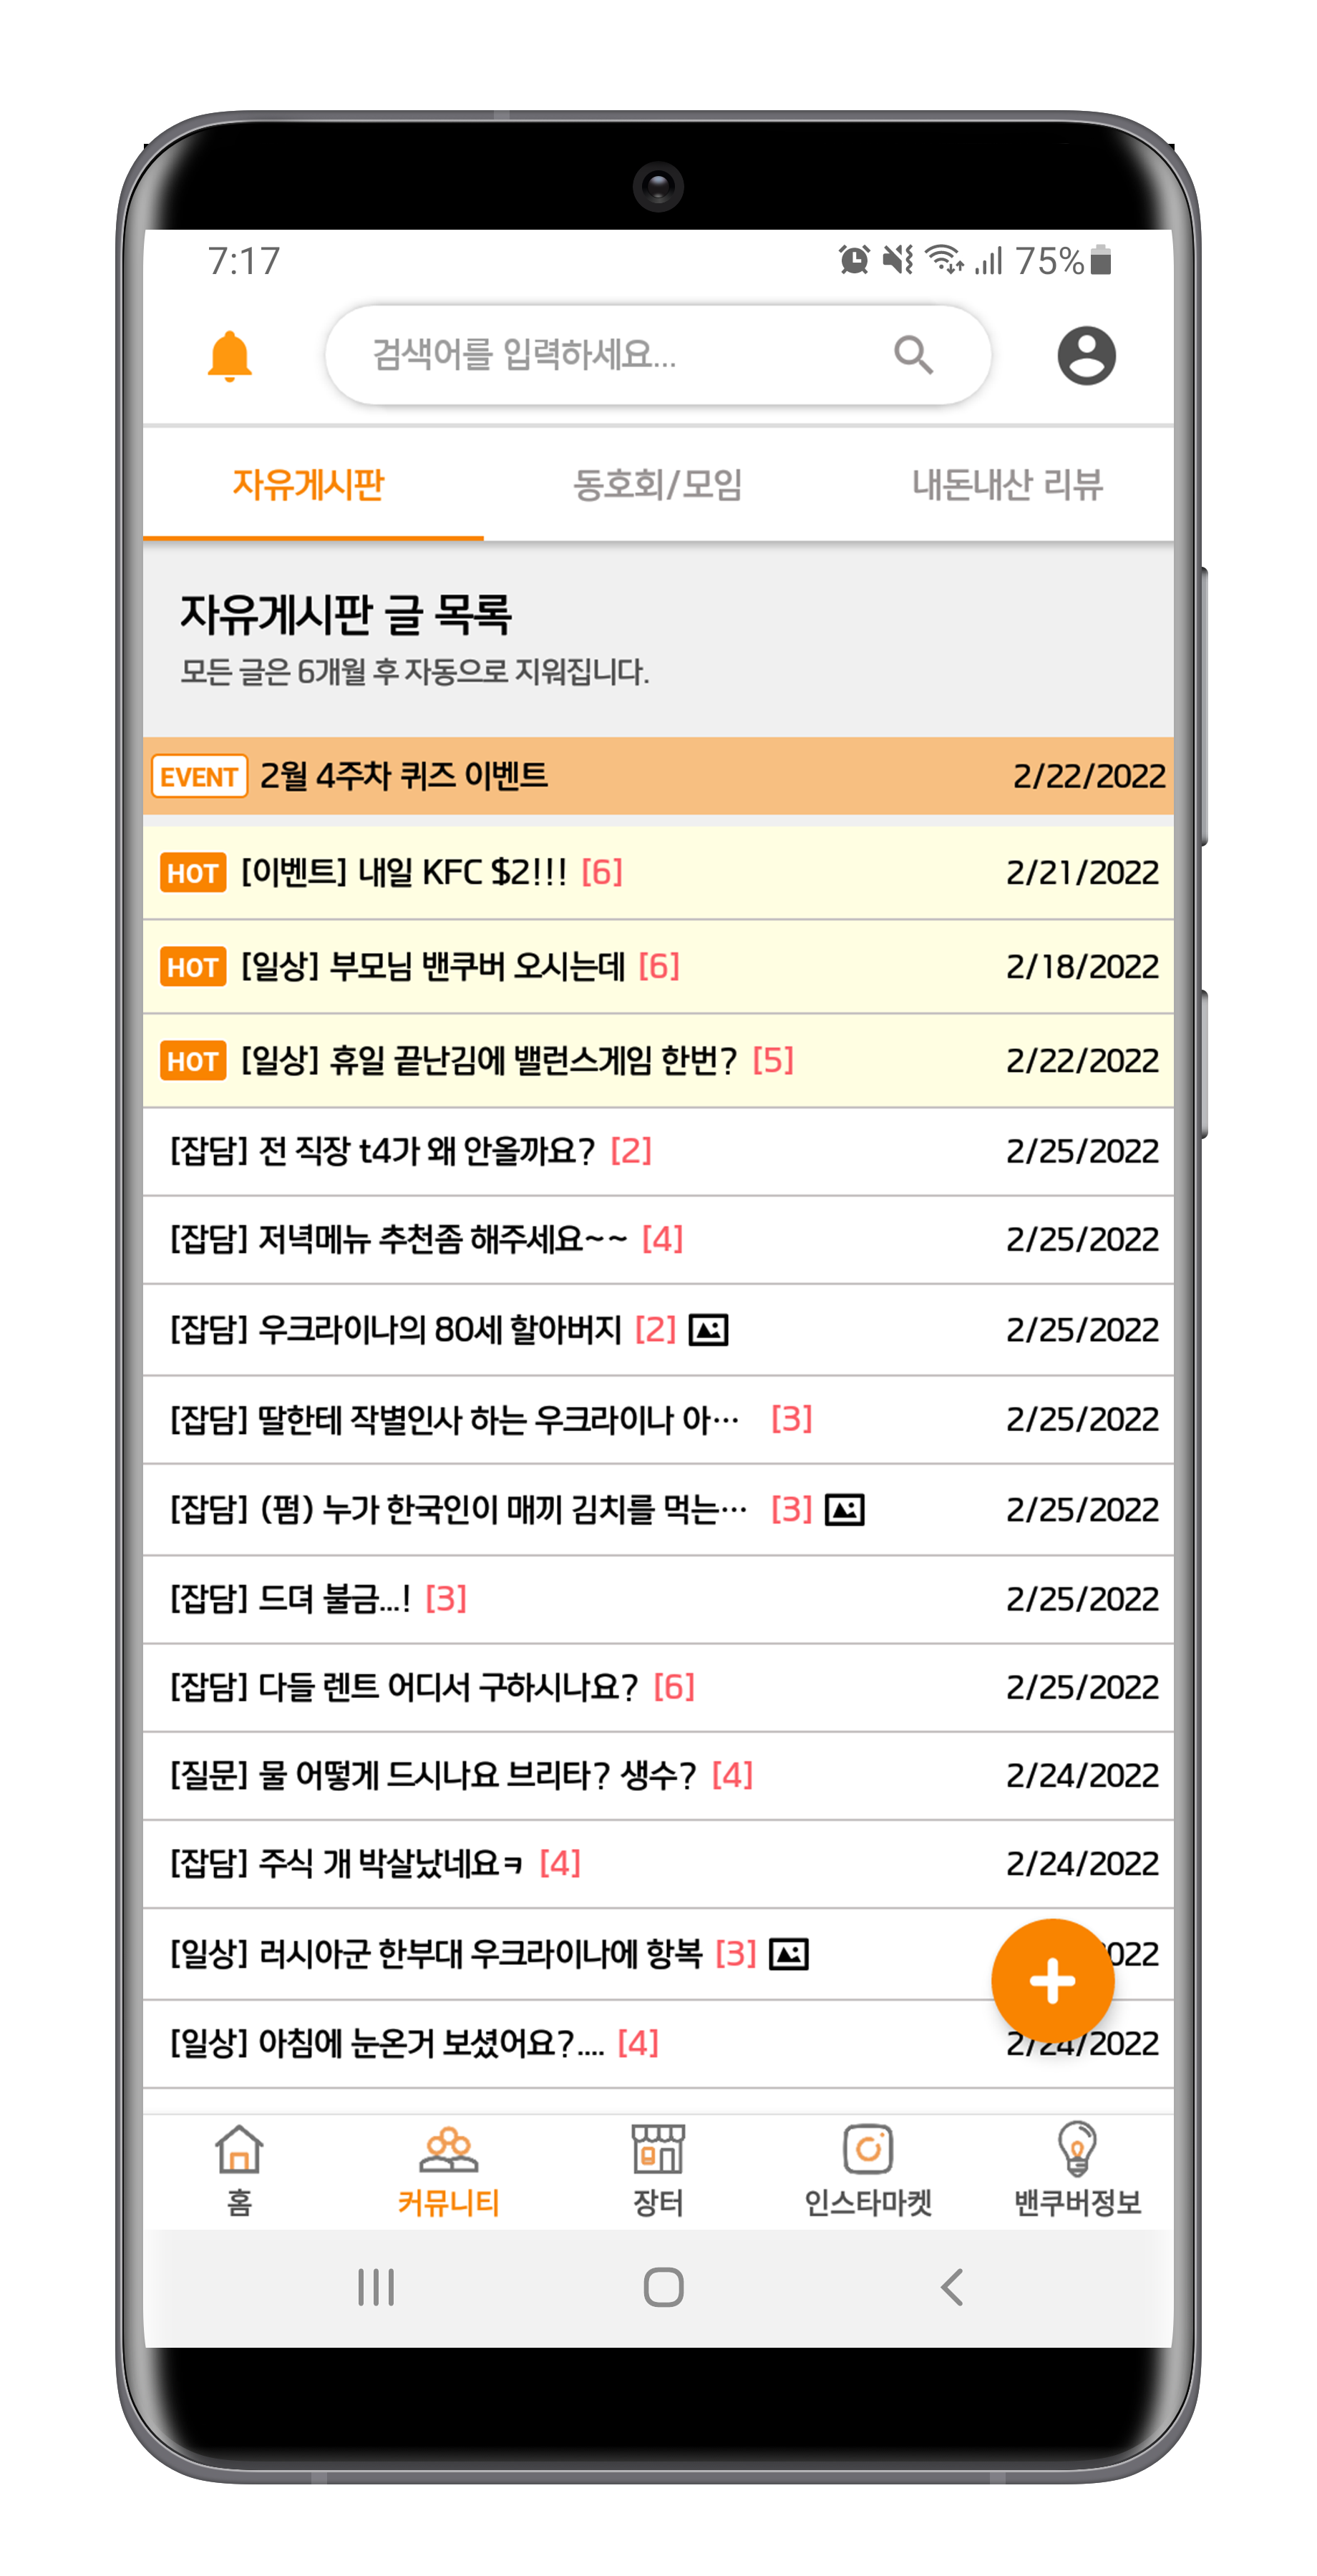 7:17 75%
검색어를 입력하세요...
자유게시판 동호회/모임 내돈내산 리뷰
자유게시판 글 목록
모든 글은 6개월 후 자동으로 지워집니다.
EVENT 2월 4주차 퀴즈 이벤트 2/22/2022
HOT [이벤트] 내일 KFC $2!!! [6] 2/21/2022
HOT [일상] 부모님 밴쿠버 오시는데 [6] 2/18/2022
HOT [일상] 휴일 끝난김에 밸런스게임 한번? [5] 2/22/2022
[잡담] 전 직장 t4가 왜 안올까요? [2] 2/25/2022
[잡담] 저녁메뉴 추천좀 해주세요~~ [4] 2/25/2022
[잡담] 우크라이나의 80세 할아버지 [2] 2/25/2022
[잡담] 딸한테 작별인사 하는 우크라이나 아… [3] 2/25/2022
[잡담] (펌) 누가 한국인이 매끼 김치를 먹는… [3] 2/25/2022
[잡담] 드뎌 불금...! [3] 2/25/2022
[잡담] 다들 렌트 어디서 구하시나요? [6] 2/25/2022
[질문] 물 어떻게 드시나요 브리타? 생수? [4] 2/24/2022
[잡담] 주식 개 박살났네요ㅋ [4] 2/24/2022
[일상] 러시아군 한부대 우크라이나에 항복 [3] 022
[일상] 아침에 눈온거 보셨어요?.... [4] 2/24/2022
홈 커뮤니티 장터 인스타마켓 밴쿠버정보